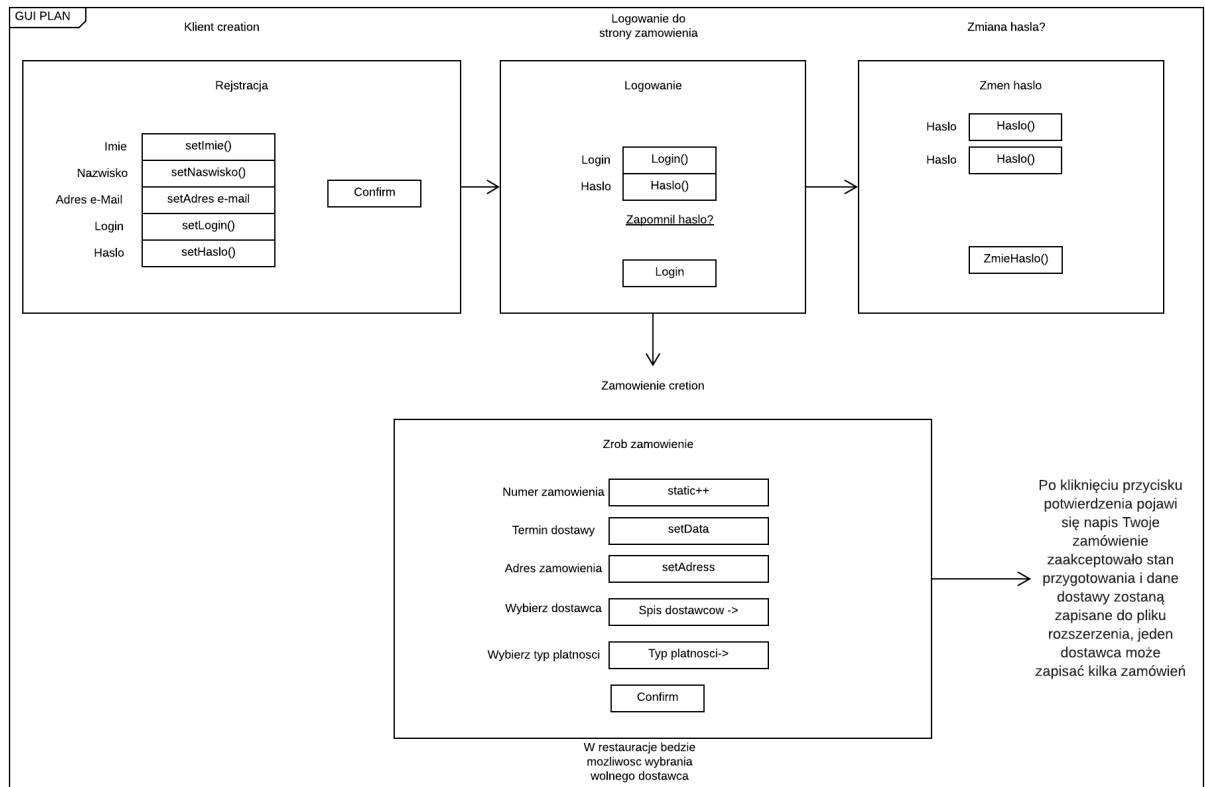 GUI PLAN
Klient creation
Logowanie do
strony zamowienia
Zmiana hasla?
Rejstracja
Imie
setImie()
Nazwisko
setNaswisko()
Adres e-Mail
setAdres e-mail
Login
setLogin()
Haslo
setHaslo()
Confirm
Logowanie
Login
Login()
Haslo
Haslo()
Zapomnil haslo?
Login
Zmen haslo
Haslo
Haslo()
Haslo
Haslo()
ZmieHaslo()
Zamowienie cretion
Zrob zamowienie
Numer zamowienia
static++
Termin dostawy
setData
Adres zamowienia
setAdress
Wybierz dostawca
Spis dostawcow ->
Wybierz typ platnosci
Typ platnosci->
Confirm
W restauracje bedzie
mozliwosc wybrania
wolnego dostawca
Po kliknięciu przycisku
potwierdzenia pojawi
się napis Twoje
zamówienie
zaakceptowało stan
przygotowania i dane
dostawy zostaną
zapisane do pliku
rozszerzenia, jeden
dostawca może
zapisać kilka zamówień